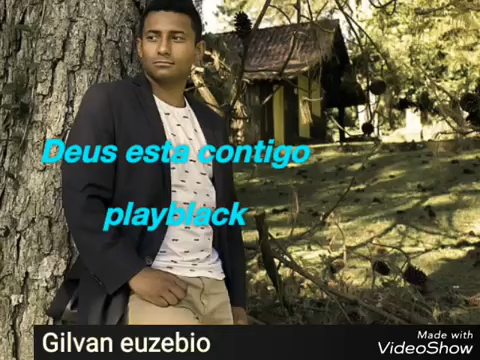 Deus esta contigo
playblack
Gilvan euzebio
Made with
VideoShow